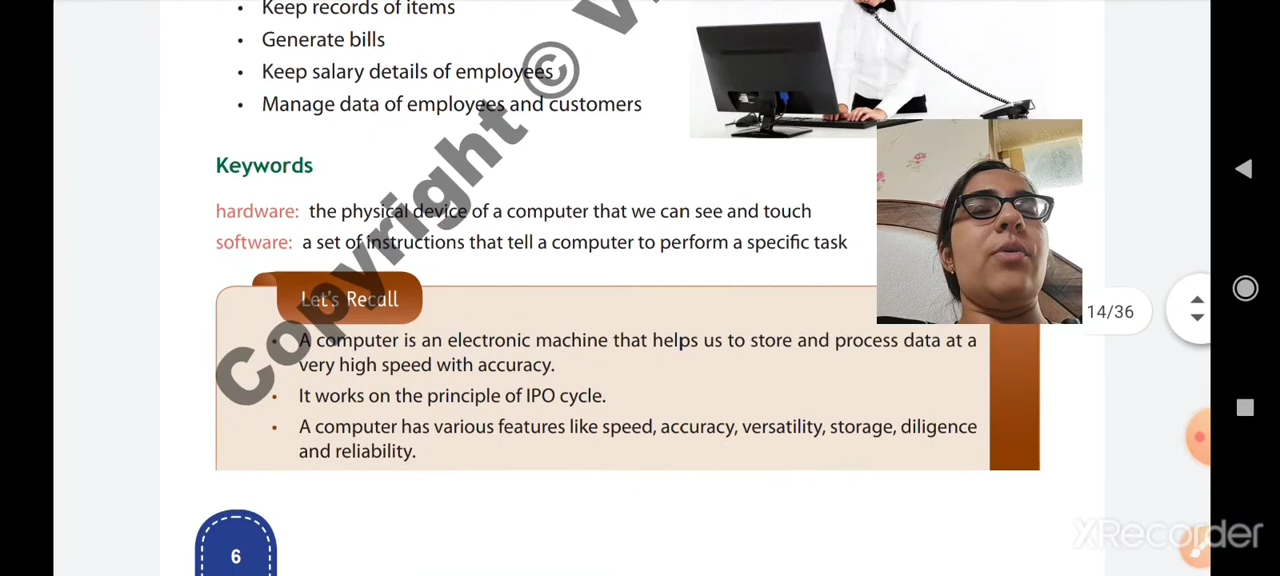 • Keep records of items
• Generate bills
• Keep salary details of employees
• Manage data of employees and customers
Copyright © V
Keywords
hardware: the physical device of a computer that we can see and touch
software: a set of instructions that tell a computer to perform a specific task
14/36
Let's Recall
• A computer is an electronic machine that helps us to store and process data at a
very high speed with accuracy.
• It works on the principle of IPO cycle.
• A computer has various features like speed, accuracy, versatility, storage, diligence
and reliability.
XRecorder
6